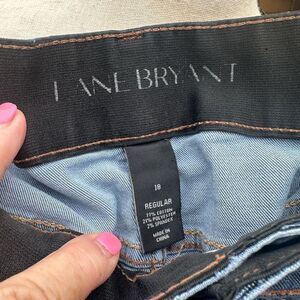 LANE BRYANT
18
REGULAR
77% COTTON
21% POLYESTER
2% SPANDEX
MADE IN
CHINA